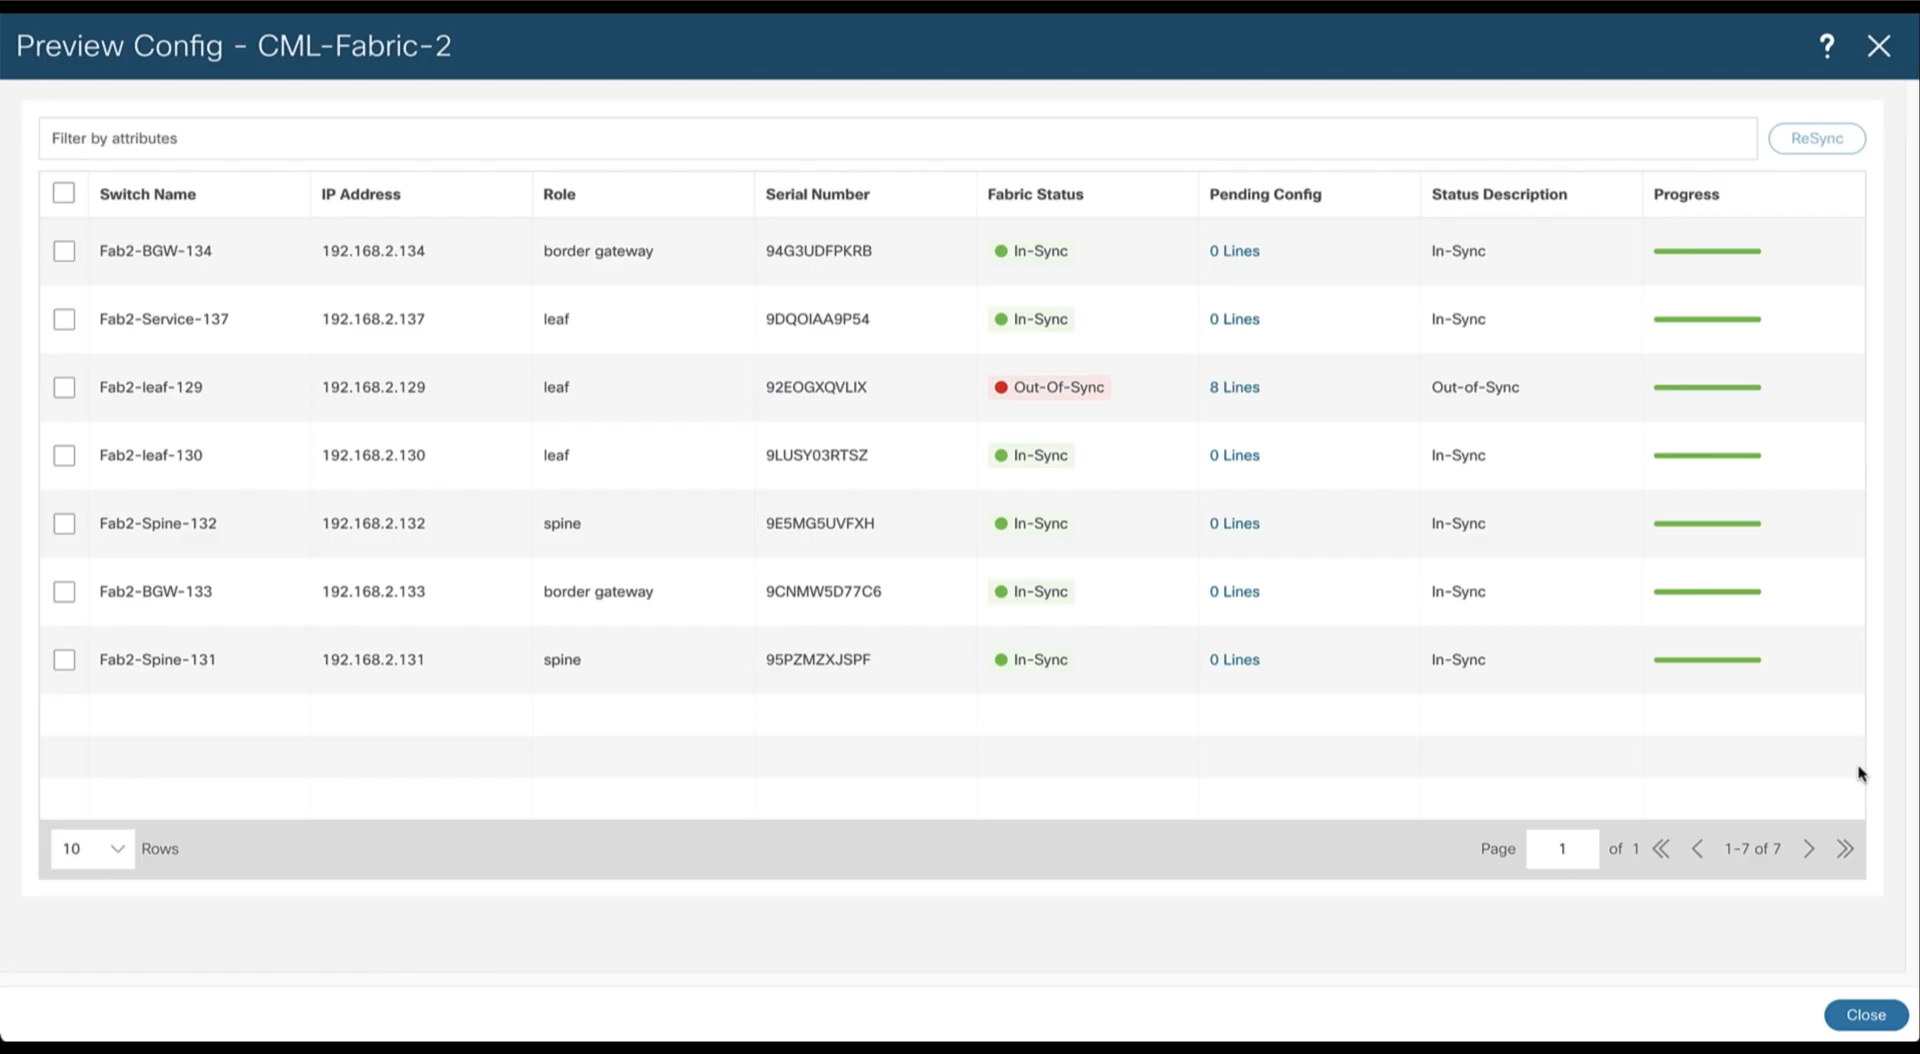 Preview Config - CML-Fabric-2
?
Filter by attributes
ReSync
Switch Name IP Address Role Serial Number Fabric Status Pending Config Status Description Progress
Fab2-BGW-134 192.168.2.134 border gateway 94G3UDFPKRB In-Sync 0 Lines In-Sync
Fab2-Service-137 192.168.2.137 leaf 9DQOIAA9P54 In-Sync 0 Lines In-Sync
Fab2-leaf-129 192.168.2.129 leaf 92EOGXQVLIX Out-Of-Sync 8 Lines Out-of-Sync
Fab2-leaf-130 192.168.2.130 leaf 9LUSY03RTSZ In-Sync 0 Lines In-Sync
Fab2-Spine-132 192.168.2.132 spine 9E5MG5UVFXH In-Sync 0 Lines In-Sync
Fab2-BGW-133 192.168.2.133 border gateway 9CNMW5D77C6 In-Sync 0 Lines In-Sync
Fab2-Spine-131 192.168.2.131 spine 95PZMZXJSPF In-Sync 0 Lines In-Sync
10 Rows Page 1 of 1 1-7 of 7
Close